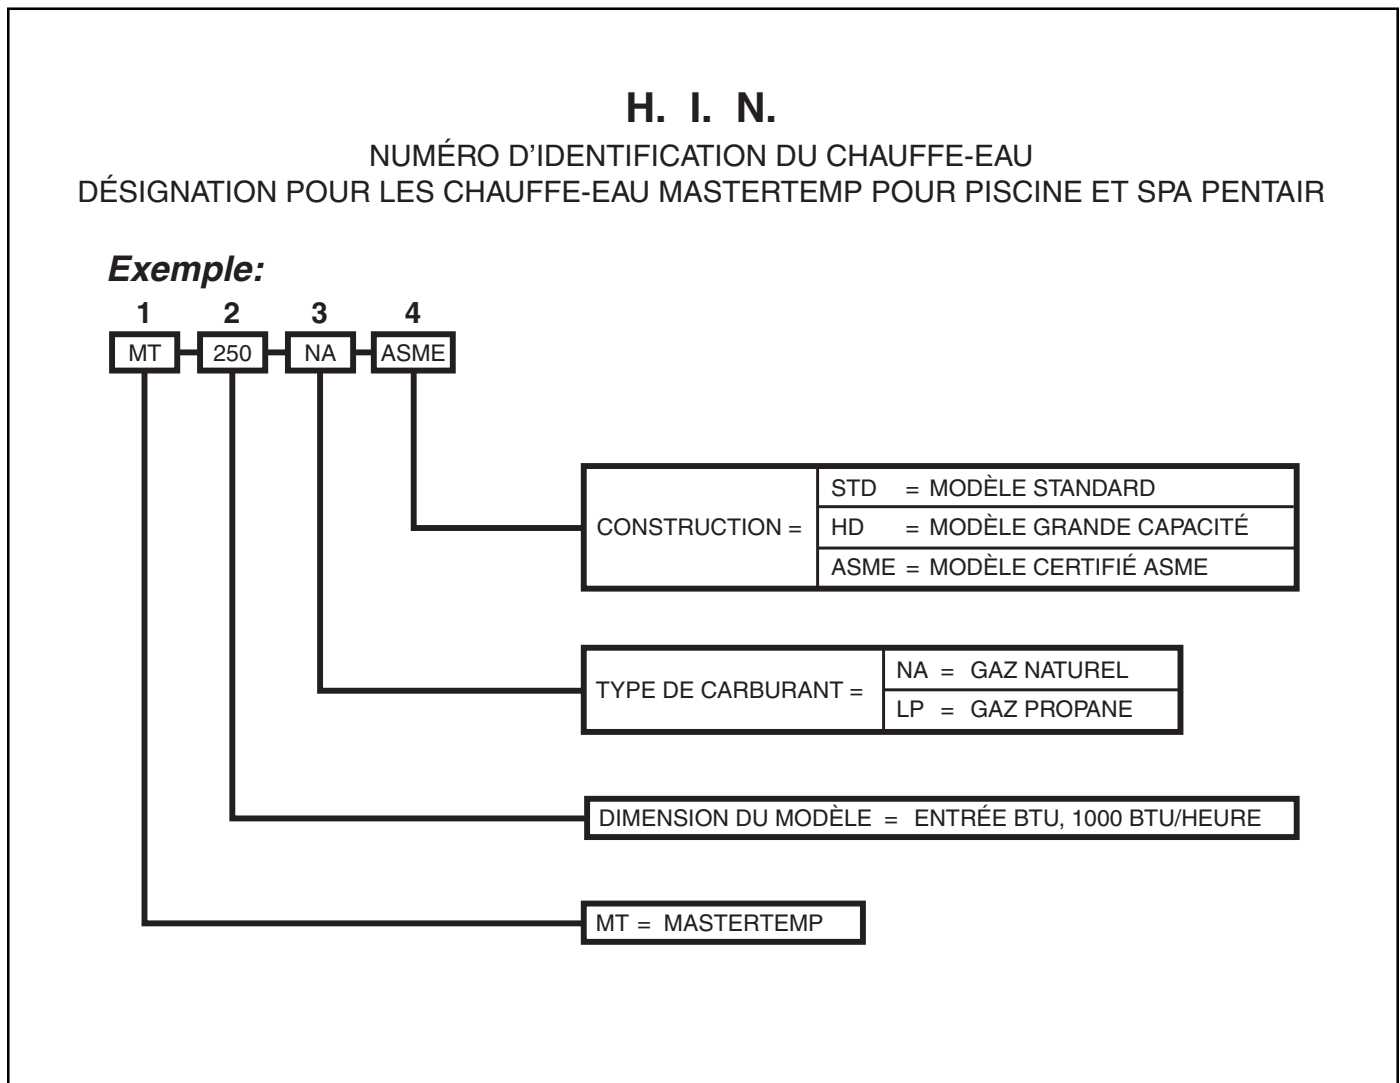 H. I. N.
NUMÉRO D'IDENTIFICATION DU CHAUFFE-EAU
DÉSIGNATION POUR LES CHAUFFE-EAU MASTERTEMP POUR PISCINE ET SPA PENTAIR
Exemple:
1 2 3 4
MT 250 NA ASME
CONSTRUCTION =
STD = MODÈLE STANDARD
HD = MODÈLE GRANDE CAPACITÉ
ASME = MODÈLE CERTIFIÉ ASME
TYPE DE CARBURANT =
NA = GAZ NATUREL
LP = GAZ PROPANE
DIMENSION DU MODÈLE = ENTRÉE BTU, 1000 BTU/HEURE
MT = MASTERTEMP